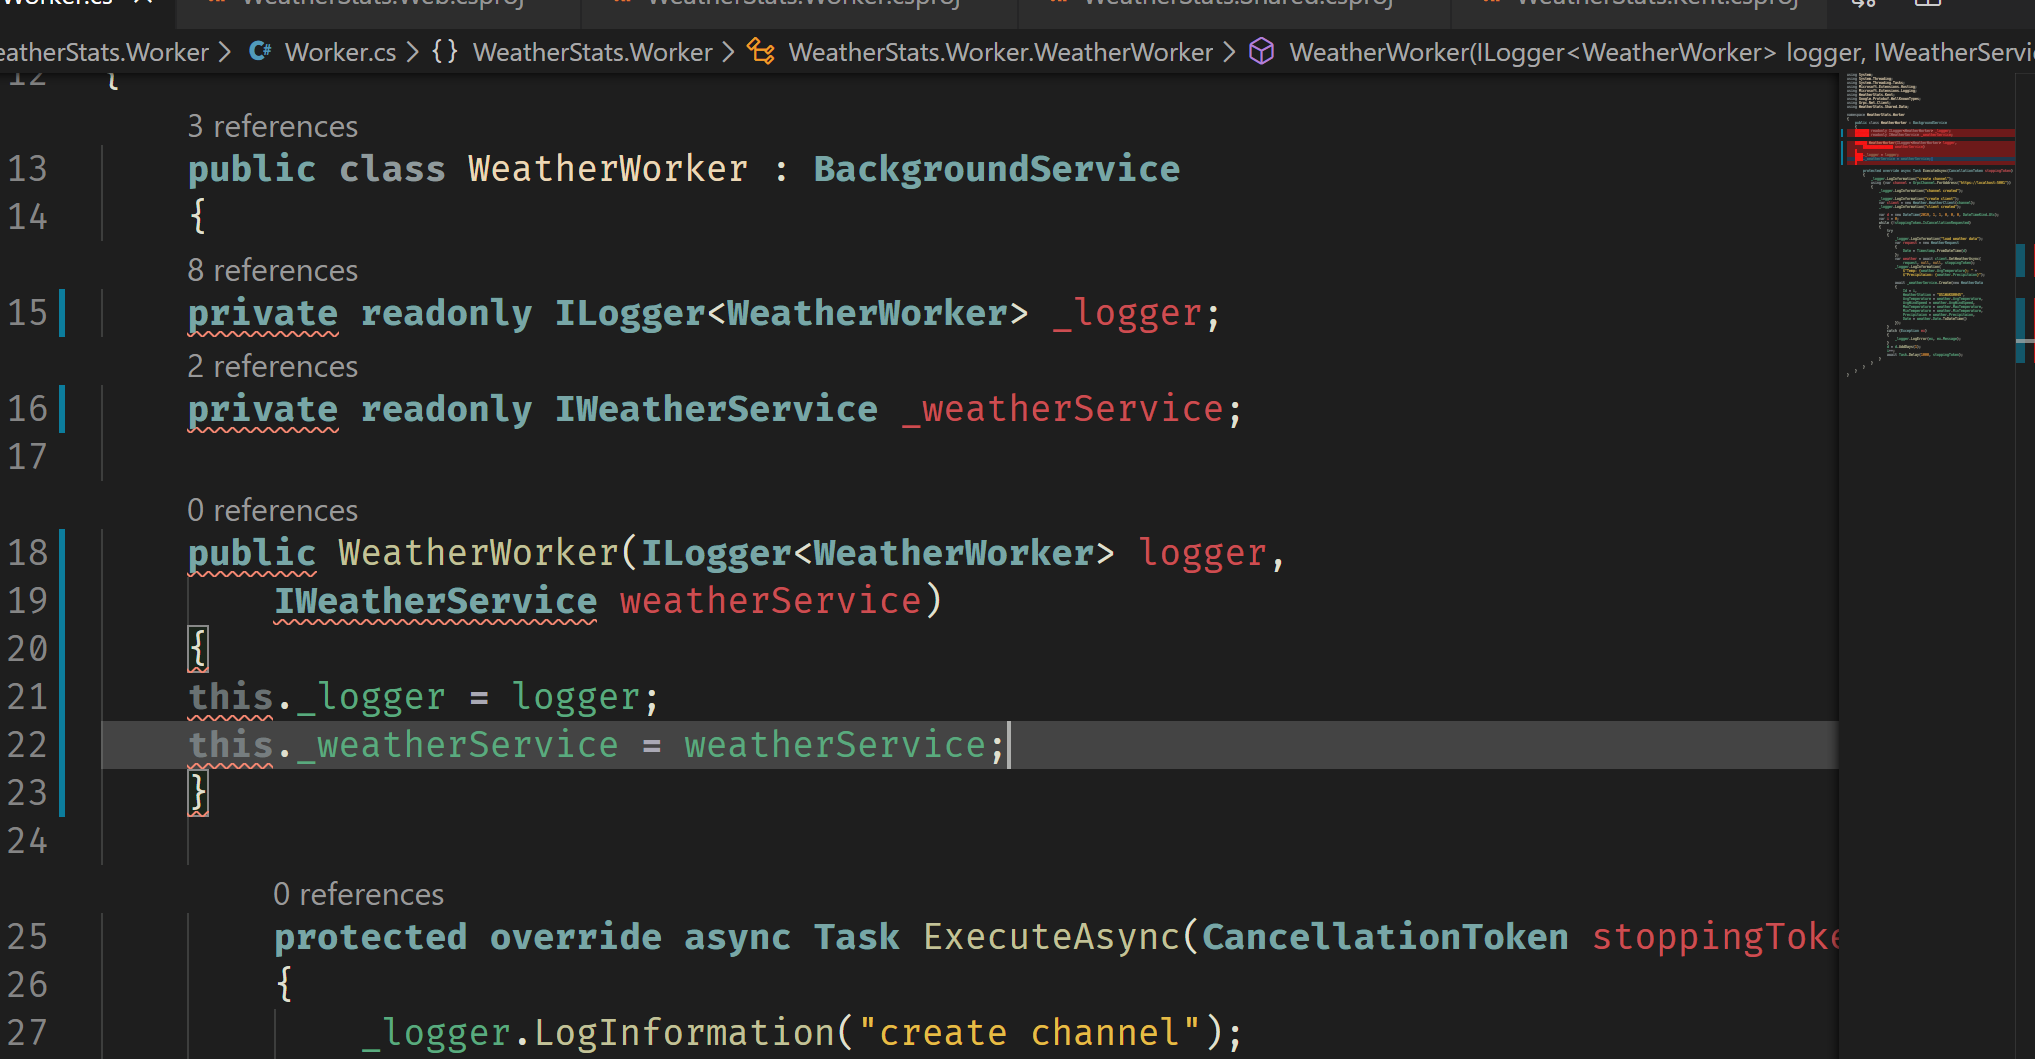 Worker.cs WeatherStats.Web.csproj WeatherStats.Worker.csproj WeatherStats.Shared.csproj WeatherStats.Kent.csproj
eatherStats.Worker > C# Worker.cs > {} WeatherStats.Worker > WeatherStats.Worker.WeatherWorker > WeatherWorker(ILogger<WeatherWorker> logger, IWeatherServi
12 {
3 references
13 public class WeatherWorker : BackgroundService
14 {
8 references
15 private readonly ILogger<WeatherWorker> _logger;
2 references
16 private readonly IWeatherService _weatherService;
17
0 references
18 public WeatherWorker(ILogger<WeatherWorker> logger,
19 IWeatherService weatherService)
20 {
21 this._logger = logger;
22 this._weatherService = weatherService;
23 }
24
0 references
25 protected override async Task ExecuteAsync(CancellationToken stoppingToke
26 {
27 _logger.LogInformation("create channel");